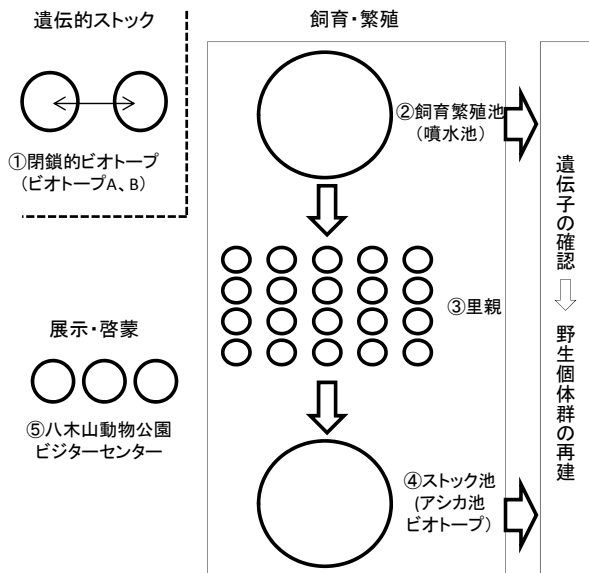 遺伝的ストック
①閉鎖的ビオトープ
(ビオトープA、B)
飼育・繁殖
②飼育繁殖池
(噴水池)
③里親
④ストック池
(アシカ池
ビオトープ)
展示・啓蒙
⑤八木山動物公園
ビジターセンター
遺伝子の確認
野生個体群の再建